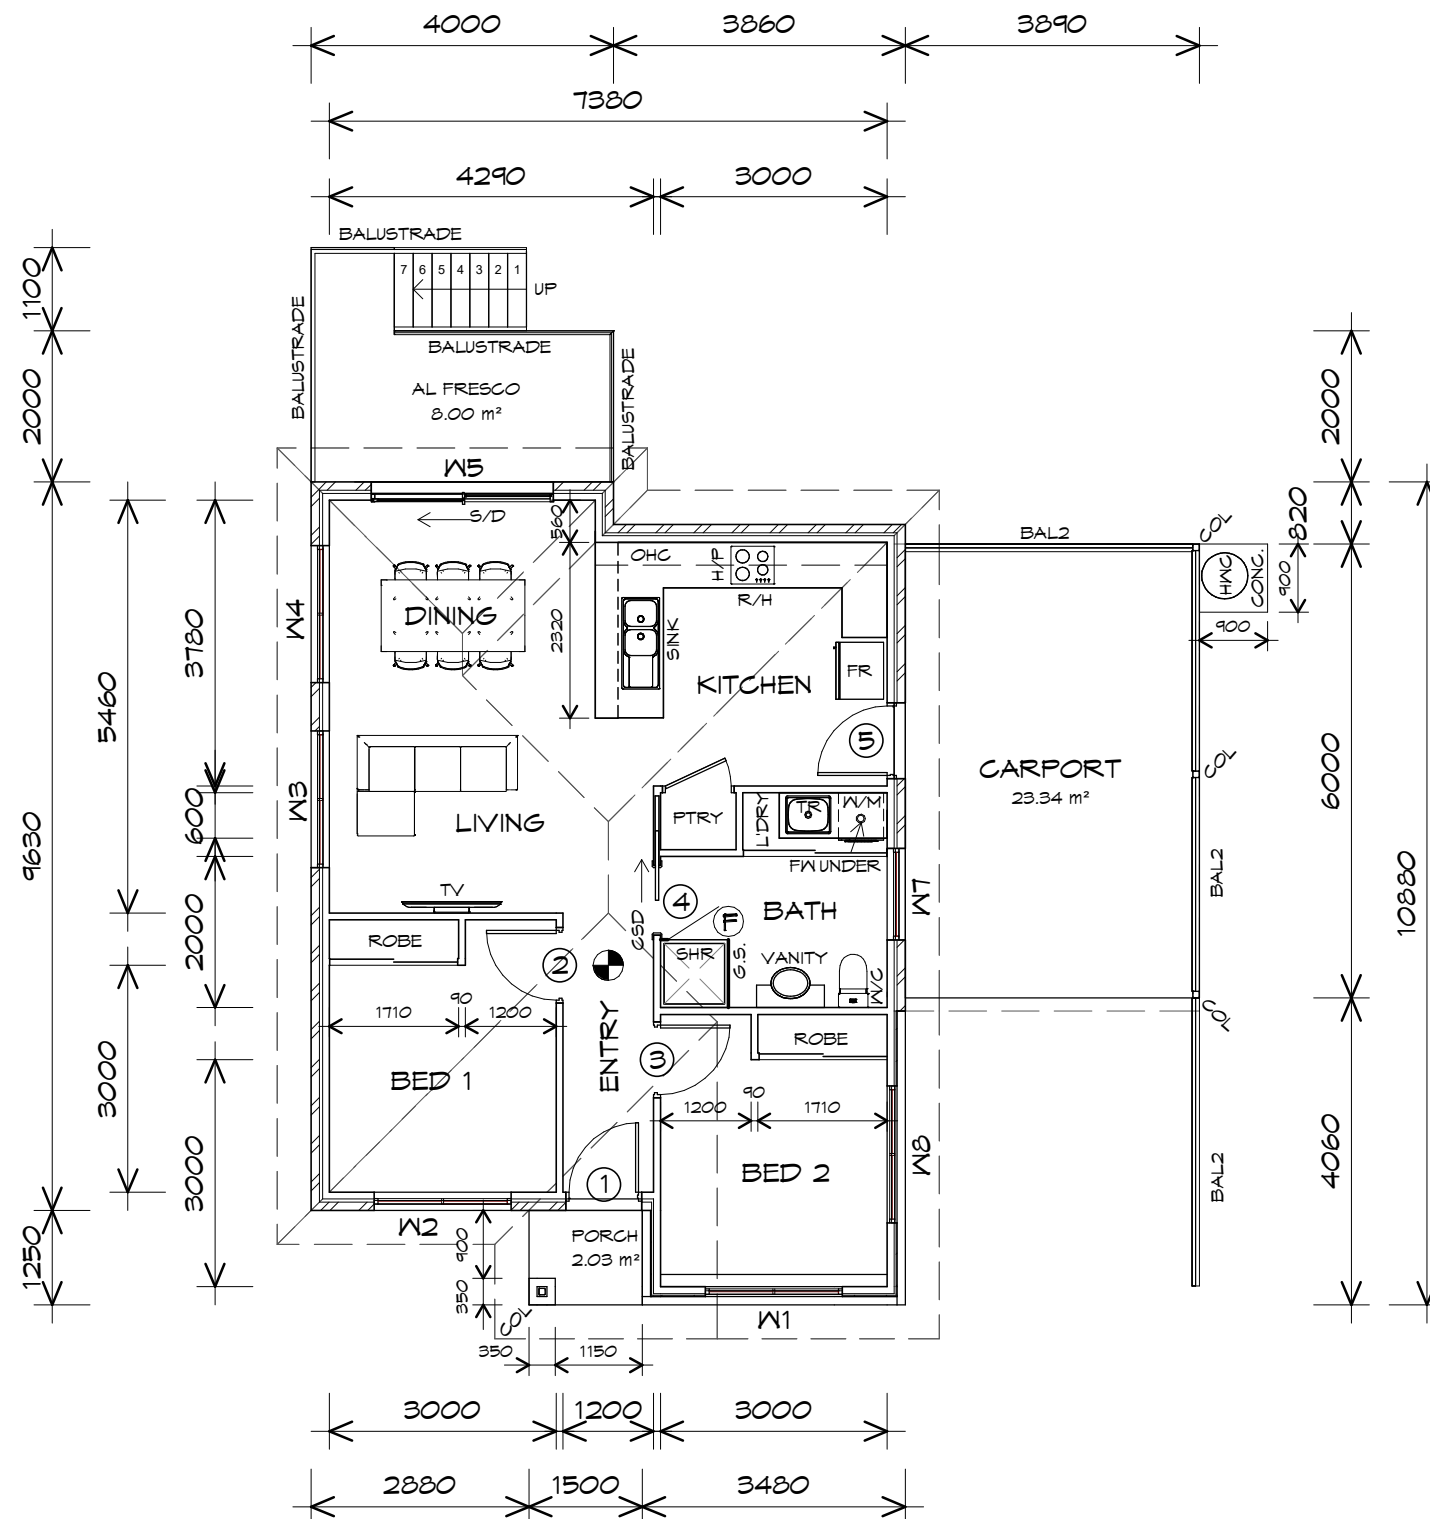 4000 3860 3890
7380
4290 3000
BALUSTRADE
7 6 5 4 3 2 1
UP
BALUSTRADE
BALUSTRADE
BALUSTRADE
AL FRESCO
8.00 m²
1100
2000
9630
1250
5460
3000
3780
600
2000
3000
W5
S/D
560
2320
OHC
H/P
R/H
SINK
DINING
KITCHEN
FR
5
W4
W3
LIVING
TV
PTRY
L'DRY
TR
W/M
FW UNDER
BATH
4
CSD
F
SHR
G.S.
VANITY
W/C
W7
ROBE
2
1710 90 1200
BED 1
ENTRY
3
ROBE
1200 90 1710
BED 2
W8
1
W2
PORCH
2.03 m²
900
350
COL
W1
350 1150
BAL2
COL
HWC
CONC.
900
900
COL
CARPORT
23.34 m²
BAL2
COL
BAL2
2000
820
6000
4060
10880
3000 1200 3000
2880 1500 3480